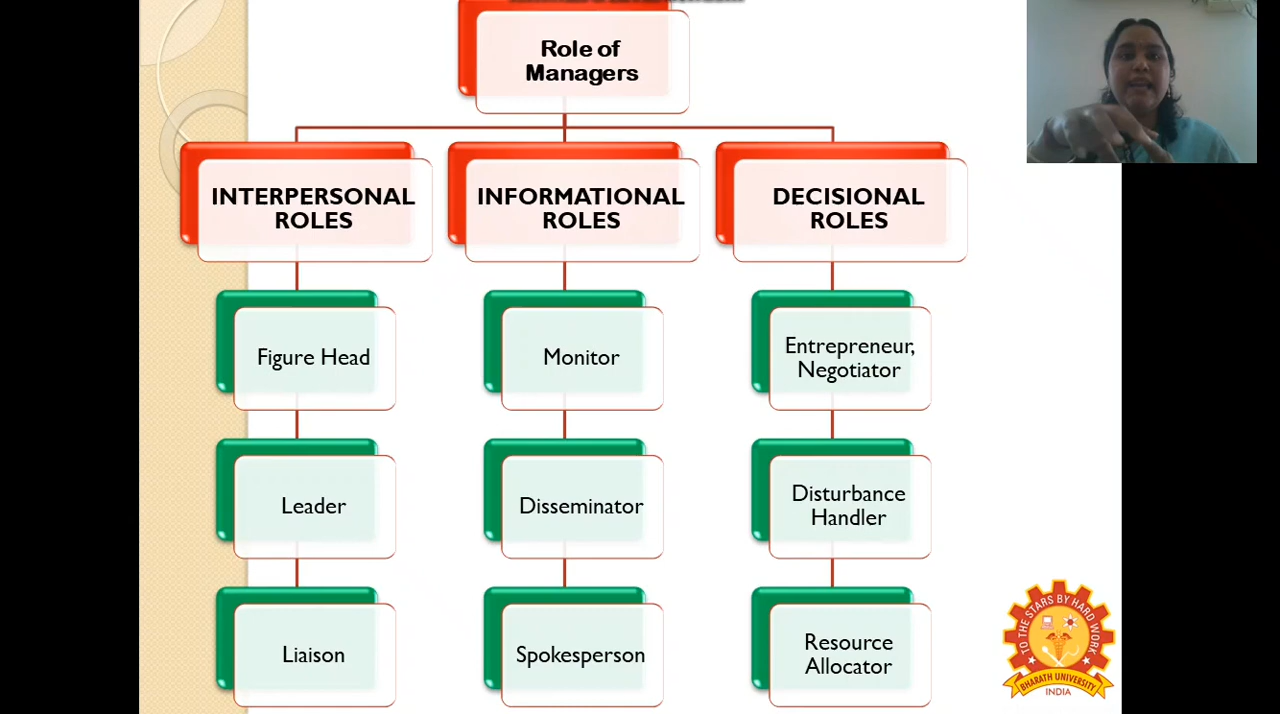 Role of
Managers
INTERPERSONAL
ROLES
INFORMATIONAL
ROLES
DECISIONAL
ROLES
Figure Head
Monitor
Entrepreneur,
Negotiator
Leader
Disseminator
Disturbance
Handler
Liaison
Spokesperson
Resource
Allocator
TO THE STARS BY HARD WORK
BHARATH UNIVERSITY
INDIA